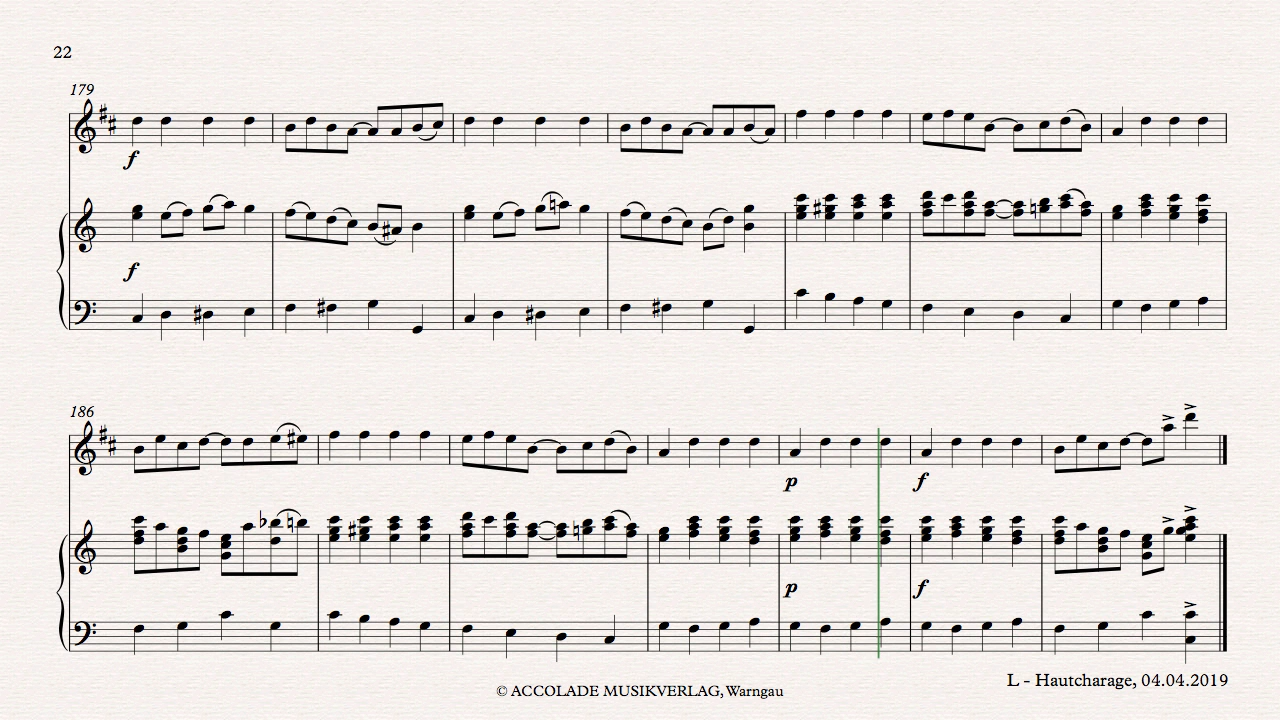 22
179
f
f
186
p
f
p
f
L - Hautcharage, 04.04.2019
© ACCOLADE MUSIKVERLAG, Warngau